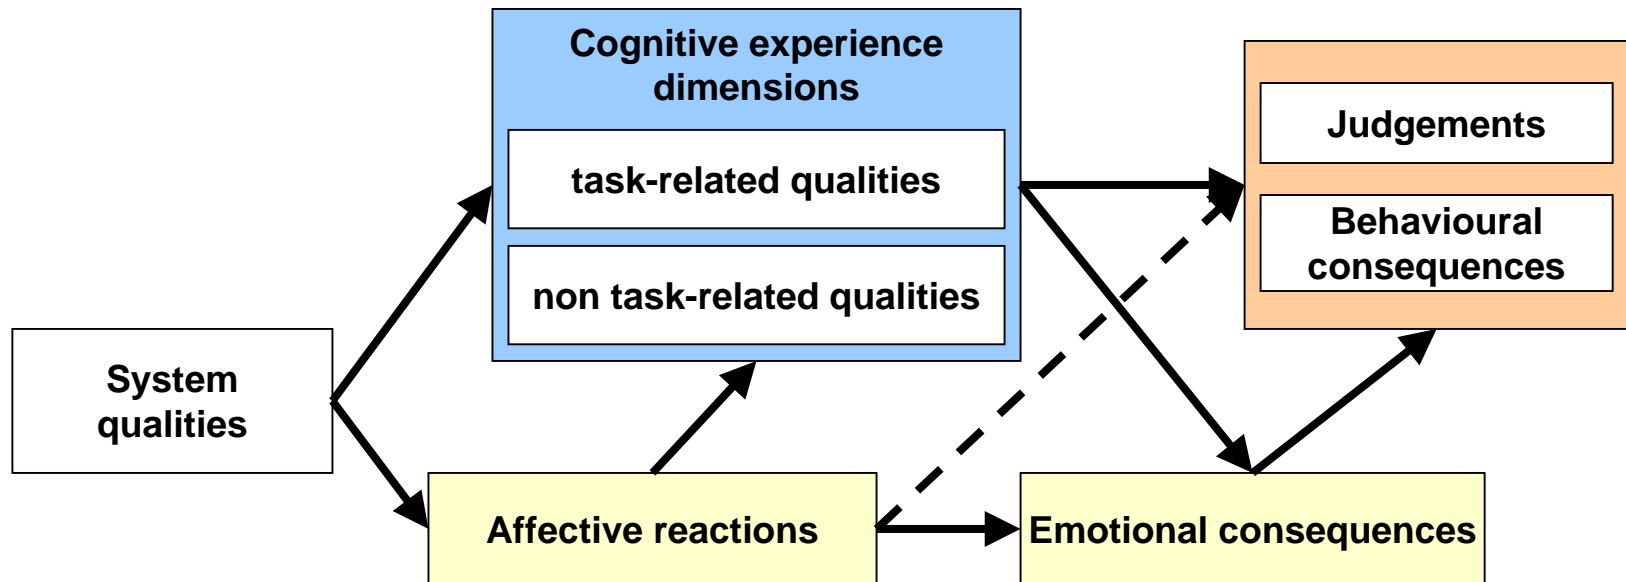 Cognitive experience
dimensions
task-related qualities
non task-related qualities
Judgements
Behavioural
consequences
System
qualities
Affective reactions
Emotional consequences